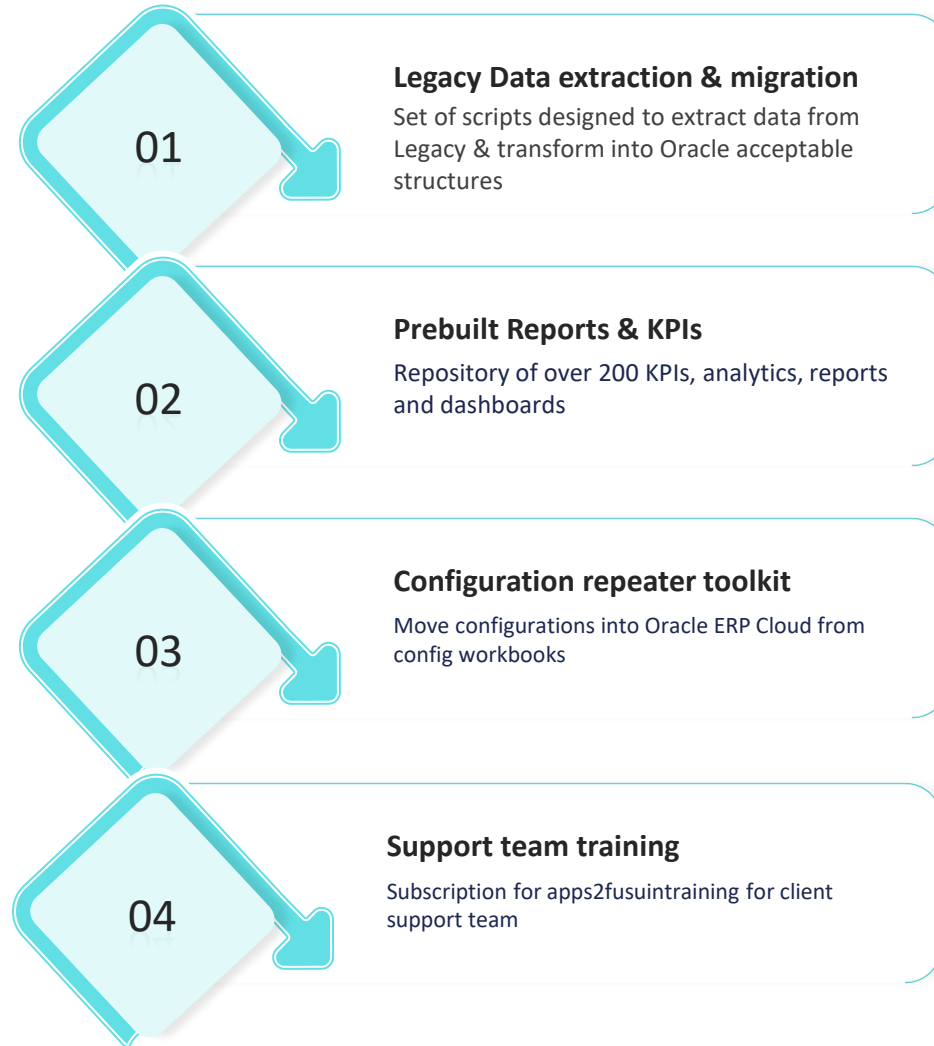 01
Legacy Data extraction & migration
Set of scripts designed to extract data from
Legacy & transform into Oracle acceptable
structures
02
Prebuilt Reports & KPIs
Repository of over 200 KPIs, analytics, reports
and dashboards
03
Configuration repeater toolkit
Move configurations into Oracle ERP Cloud from
config workbooks
04
Support team training
Subscription for apps2fusuintraining for client
support team